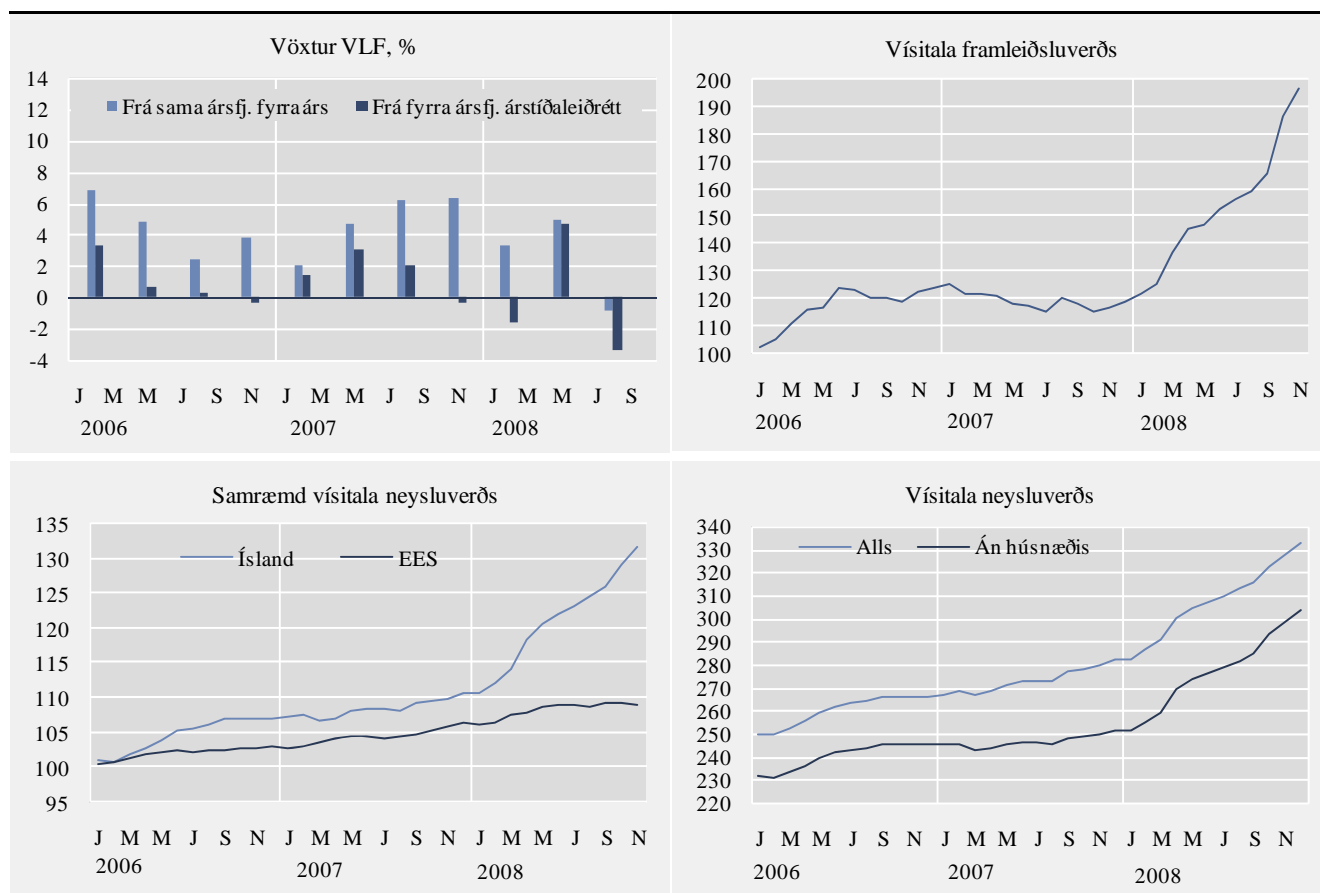 Vöxtur VLF, %
14
12
10
8
6
4
2
0
-2
-4
Frá sama ársfj. fyrra árs
Frá fyrra ársfj. árstíðaleiðrétt
J M M J S N J M M J S N J M M J S
2006 2007 2008
Vísitala framleiðsluverðs
200
190
180
170
160
150
140
130
120
110
100
J M M J S N J M M J S N J M M J S N
2006 2007 2008
Samræmd vísitala neysluverðs
135
130
125
120
115
110
105
100
95
Ísland
EES
J M M J S N J M M J S N J M M J S N
2006 2007 2008
Vísitala neysluverðs
340
330
320
310
300
290
280
270
260
250
240
230
220
Alls
Án húsnæðis
J M M J S N J M M J S N J M M J S N
2006 2007 2008